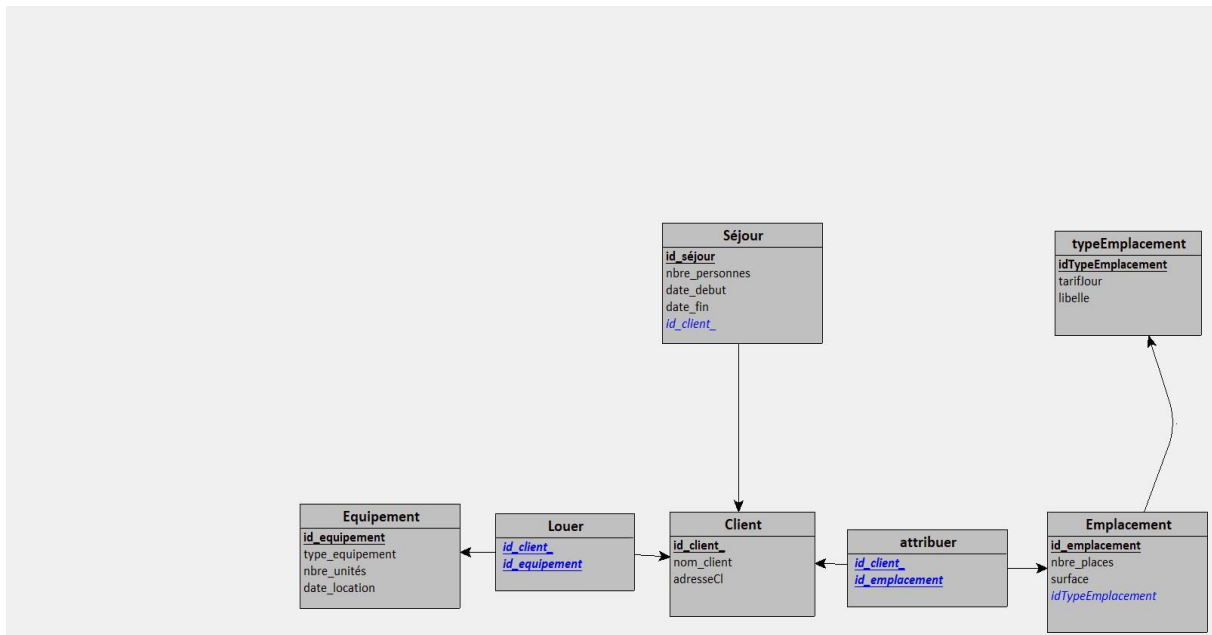 Séjour
id_séjour
nbre_personnes
date_debut
date_fin
id_client_
typeEmplacement
idTypeEmplacement
tarifJour
libelle
Equipement
id_equipement
type_equipement
nbre_unités
date_location
Louer
id_client_
id_equipement
Client
id_client_
nom_client
adresseCl
attribuer
id_client_
id_emplacement
Emplacement
id_emplacement
nbre_places
surface
idTypeEmplacement